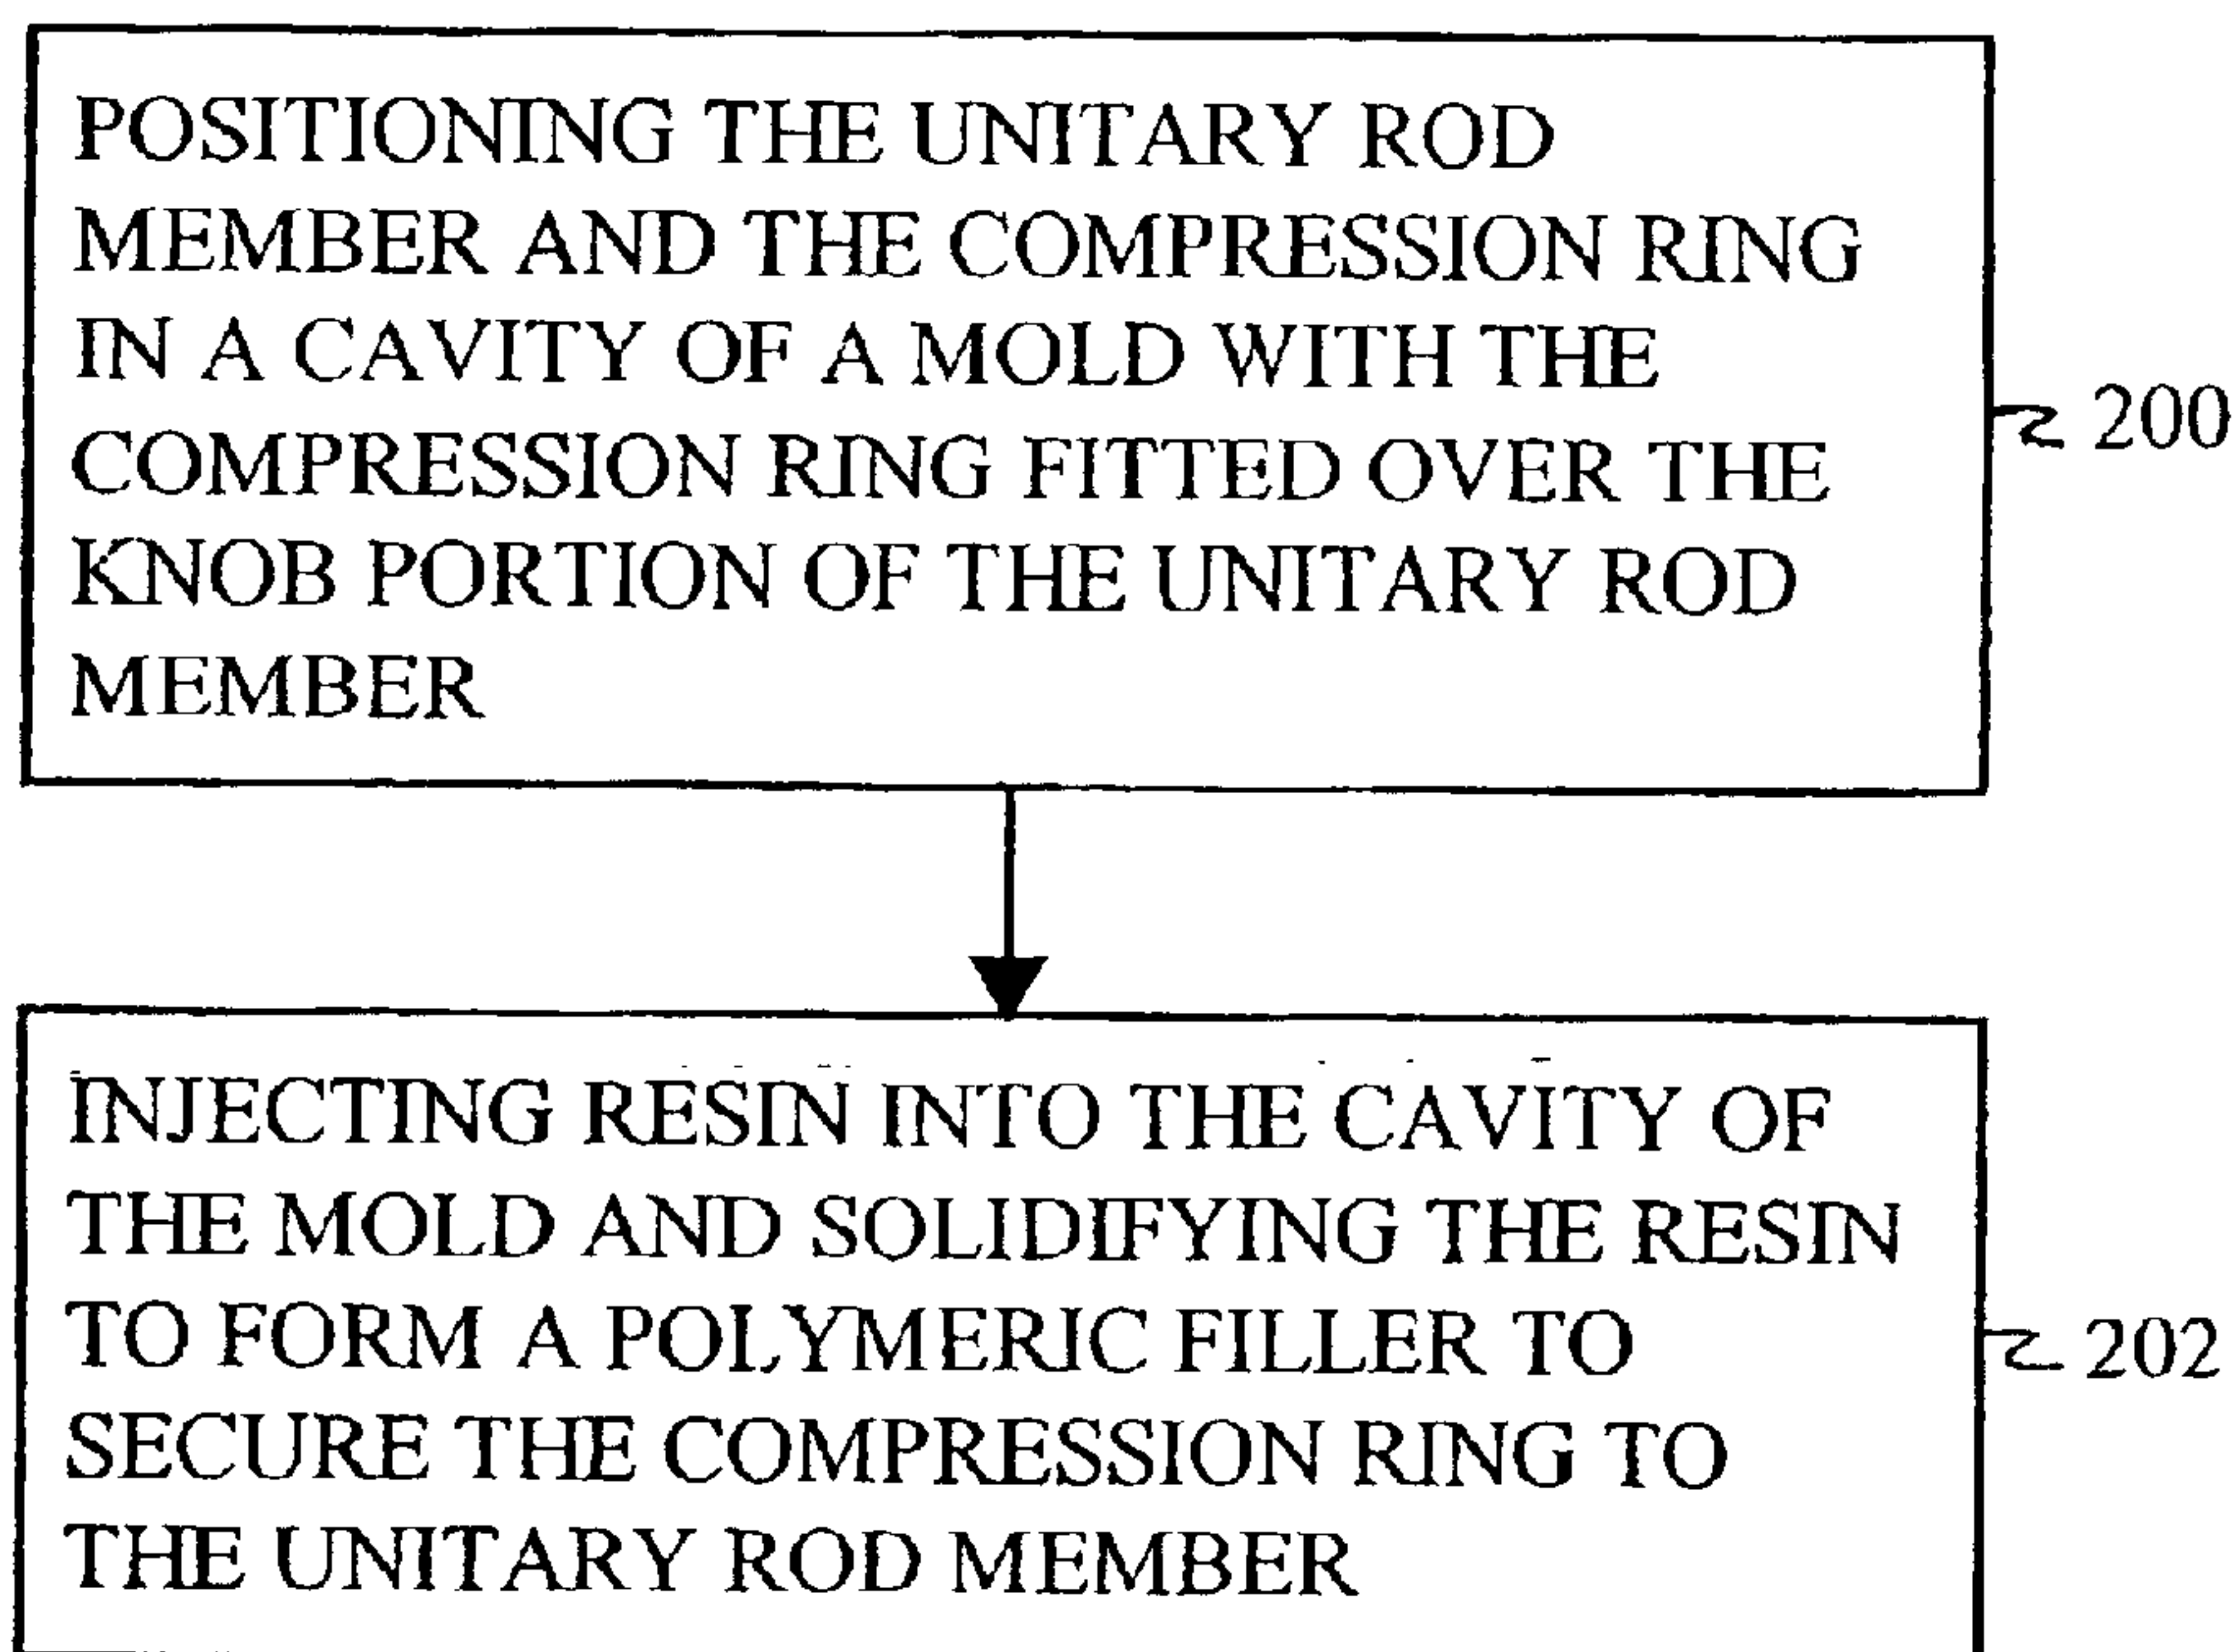 POSITIONING THE UNITARY ROD
MEMBER AND THE COMPRESSION RING
IN A CAVITY OF A MOLD WITH THE
COMPRESSION RING FITTED OVER THE
KNOB PORTION OF THE UNITARY ROD
MEMBER
200
INJECTING RESIN INTO THE CAVITY OF
THE MOLD AND SOLIDIFYING THE RESIN
TO FORM A POLYMERIC FILLER TO
SECURE THE COMPRESSION RING TO
THE UNITARY ROD MEMBER
202